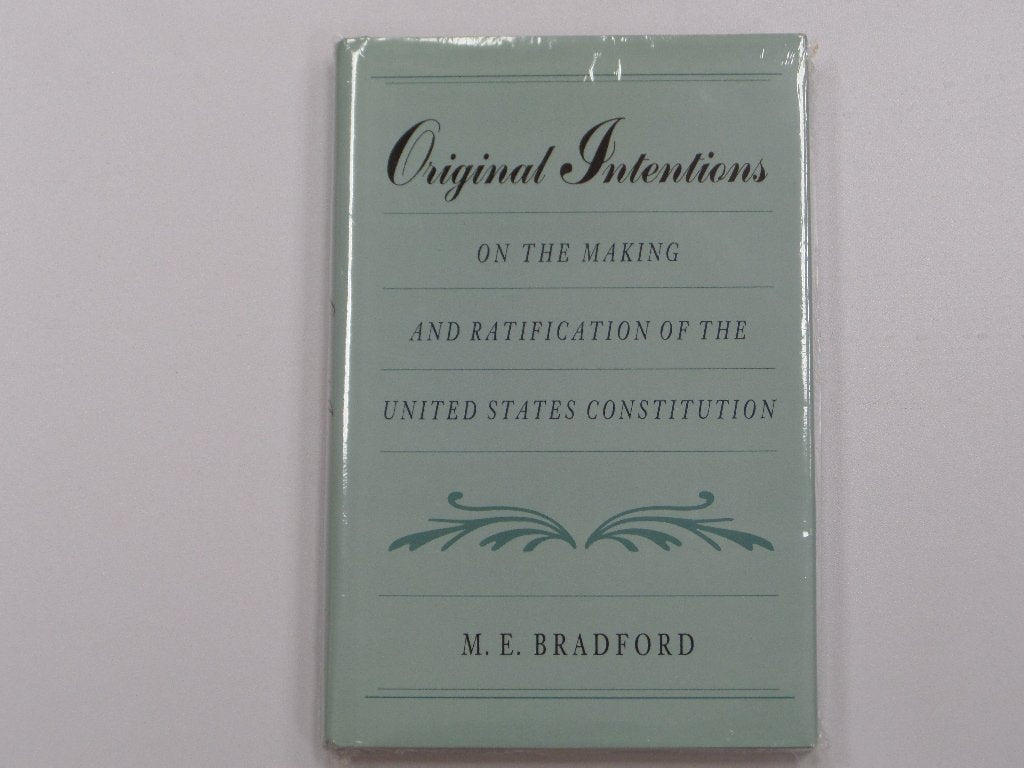 Original Intentions
ON THE MAKING
AND RATIFICATION OF THE
UNITED STATES CONSTITUTION
M. E. BRADFORD